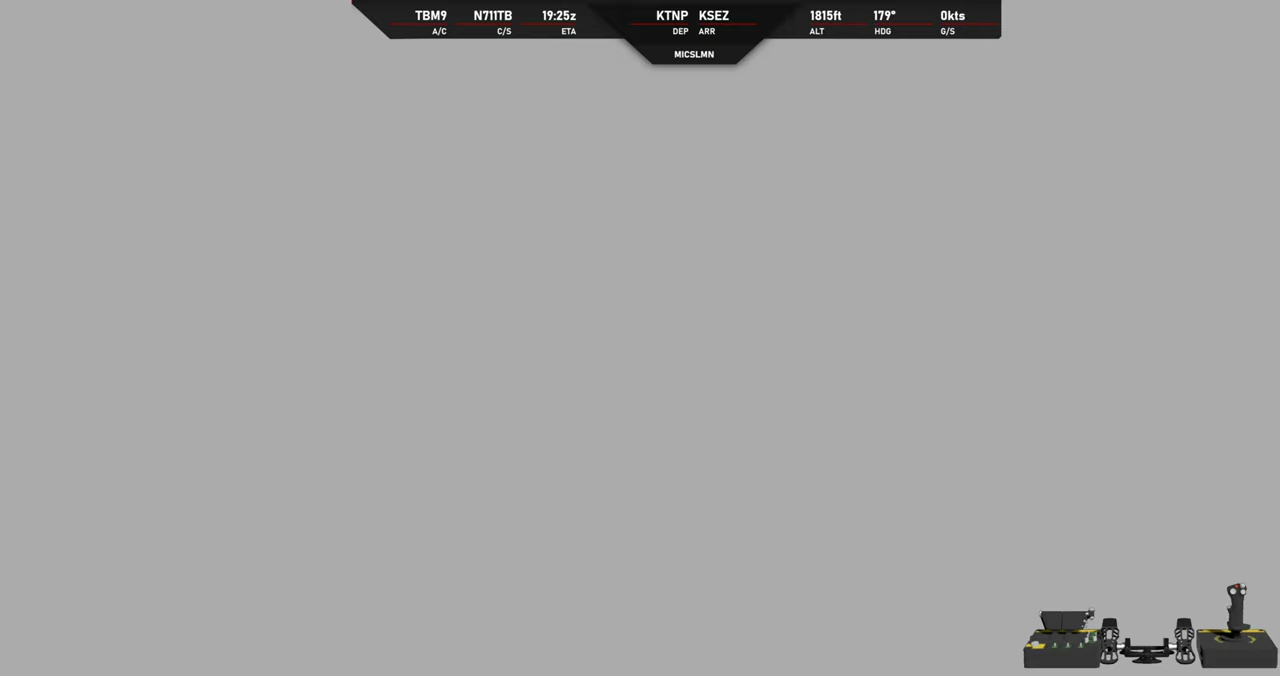 TBM9 N711TB 19:25z KTNP KSEZ 1815ft 179° 0kts
A/C C/S ETA DEP ARR ALT HDG G/S
MICSLMN